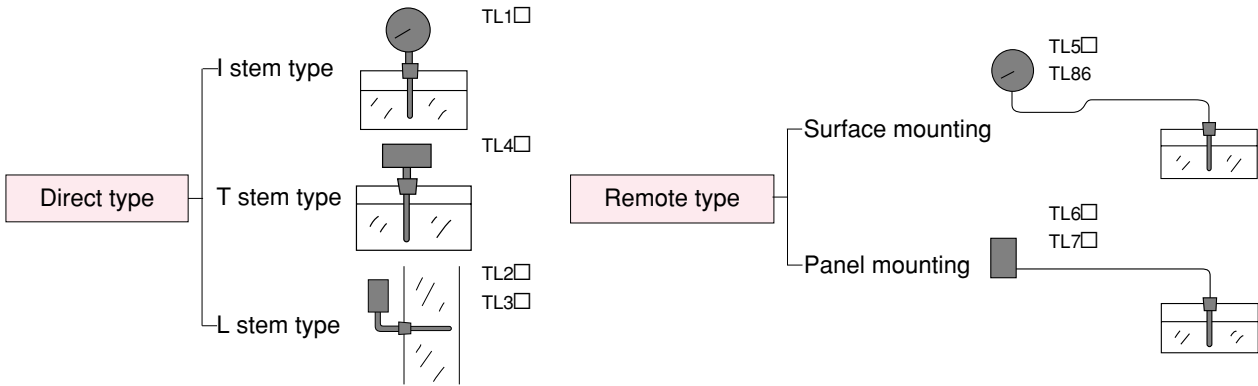 TL1□
I stem type
TL4□
Direct type
T stem type
TL2□
TL3□
L stem type
TL5□
TL86
Surface mounting
Remote type
TL6□
TL7□
Panel mounting